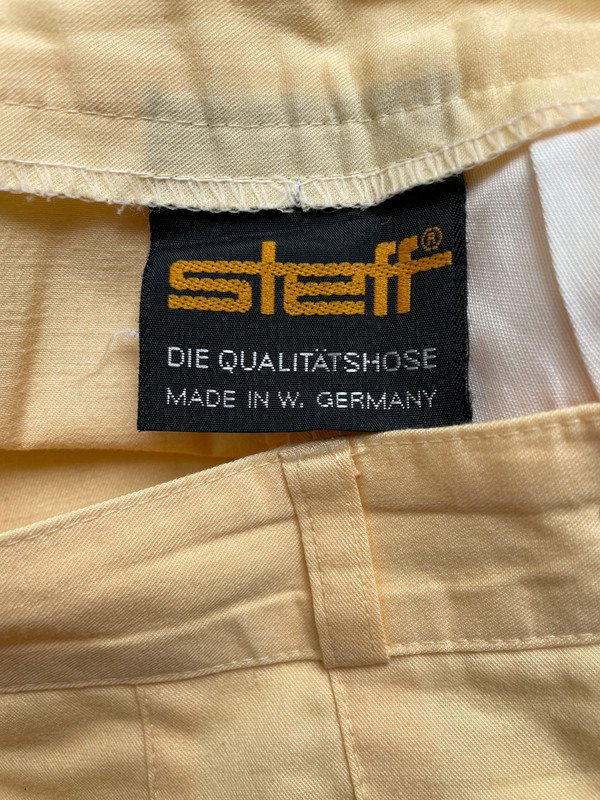 steff®
DIE QUALITÄTSHOSE
MADE IN W. GERMANY